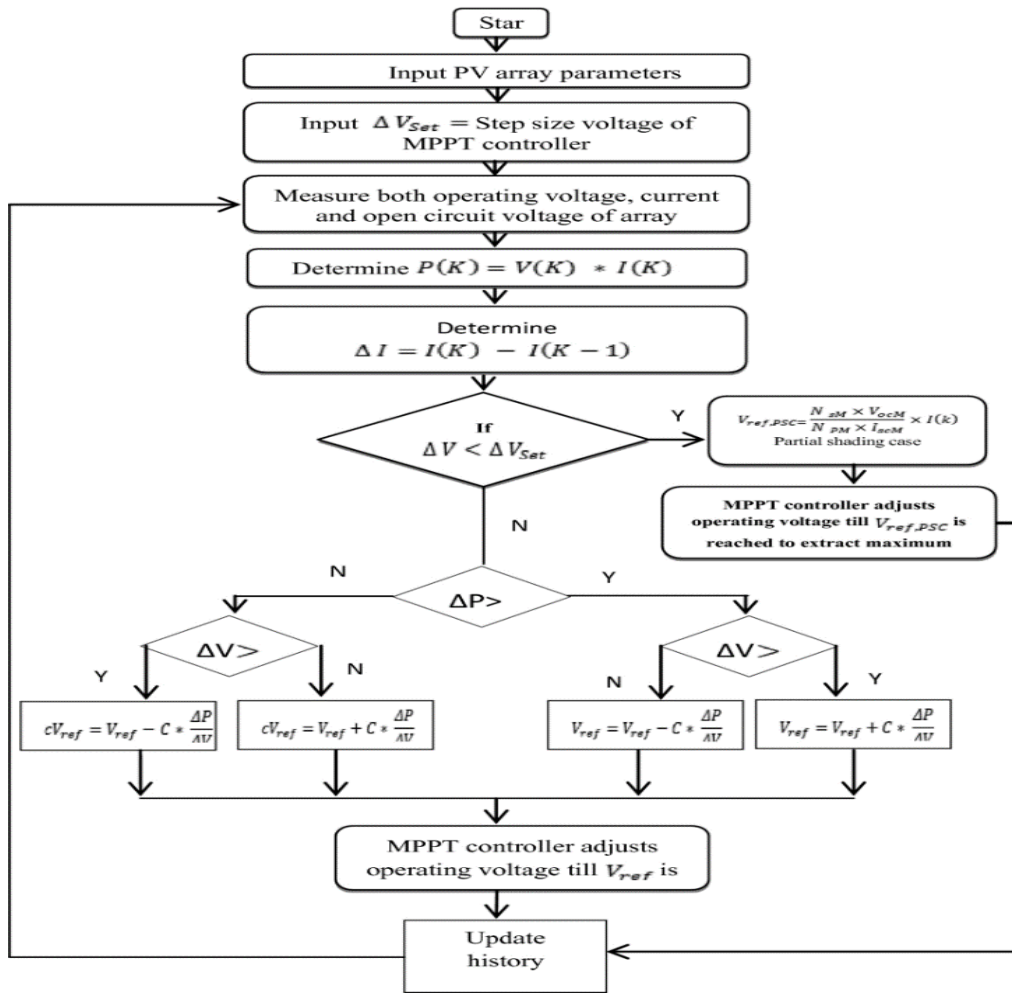 Star
Input PV array parameters
Input Δ V_Set = Step size voltage of
MPPT controller
Measure both operating voltage, current
and open circuit voltage of array
Determine P(K) = V(K) * I(K)
Determine
Δ I = I(K) − I(K − 1)
If
Δ V < Δ V_Set
Y
V_ref,PSC = (N_sM × V_ocM)/(N_PM × I_scM) × I(k)
Partial shading case
MPPT controller adjusts
operating voltage till V_ref,PSC is
reached to extract maximum
N
N
Y
ΔP>
ΔV>
ΔV>
Y
N
N
Y
cV_ref = V_ref − C * ΔP/ΔV
cV_ref = V_ref + C * ΔP/ΔV
V_ref = V_ref − C * ΔP/ΔV
V_ref = V_ref + C * ΔP/ΔV
MPPT controller adjusts
operating voltage till V_ref is
Update
history